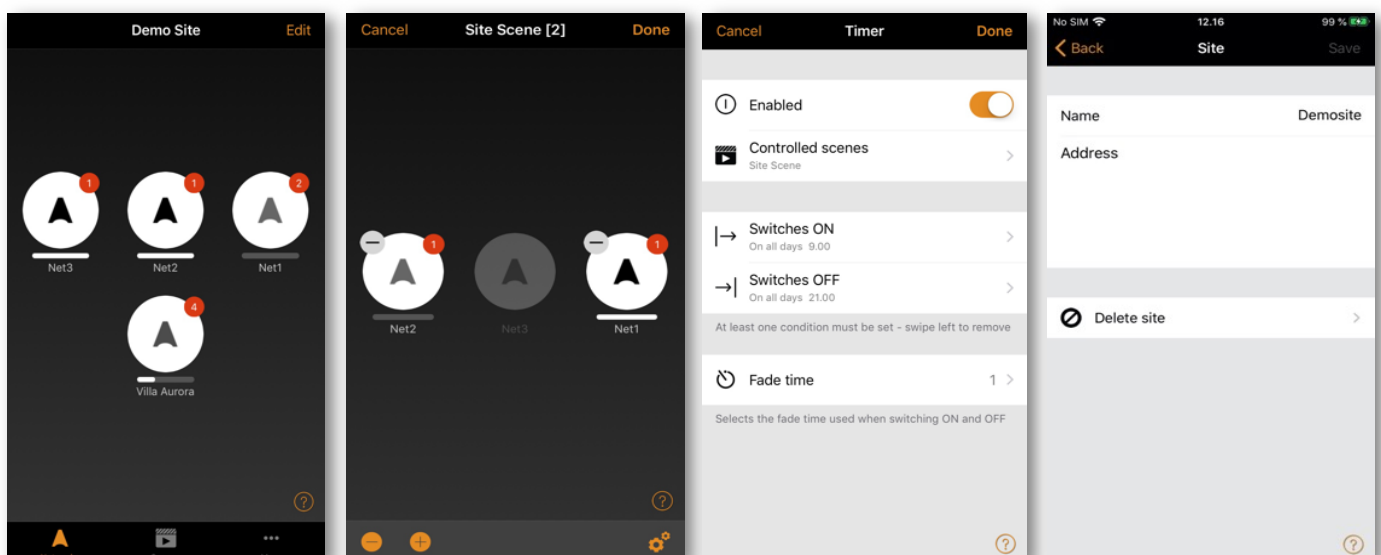 Demo Site
Edit
1
1
2
Net3
Net2
Net1
4
Villa Aurora
?
Cancel
Site Scene [2]
Done
1
1
Net2
Net3
Net1
?
Cancel
Timer
Done
Enabled
Controlled scenes
Site Scene
Switches ON
On all days 9.00
Switches OFF
On all days 21.00
At least one condition must be set - swipe left to remove
Fade time
1
Selects the fade time used when switching ON and OFF
?
No SIM
12.16
99 %
Back
Site
Save
Name
Demosite
Address
Delete site
?